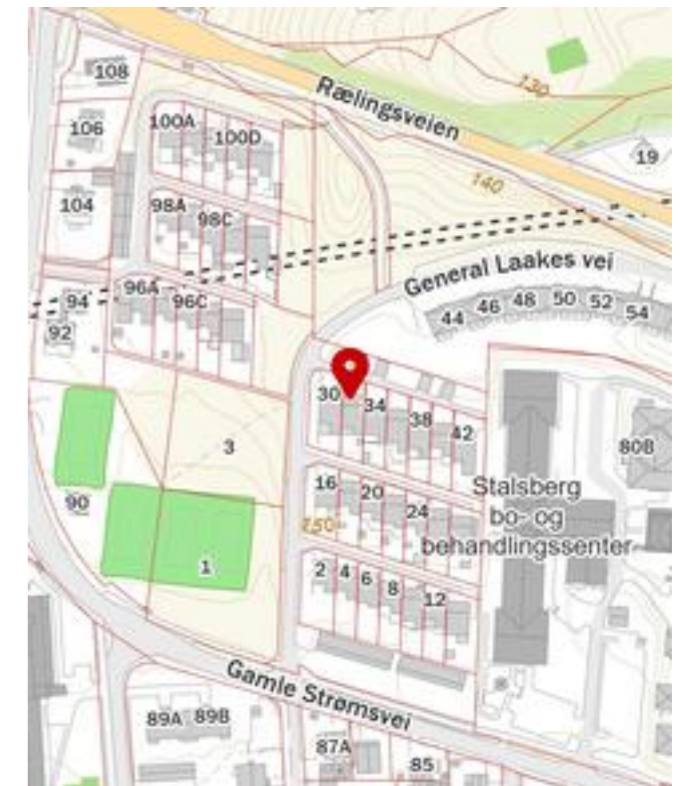 108
Rælingsveien
130
106
100A
100D
19
140
104
98A
98C
General Laakes vei
94
96A
96C
92
44 46 48 50 52 54
30
34
38
42
3
80B
16
20
24
Stalsberg
bo- og
behandlingssenter
90
150
1
2 4 6 8 12
Gamle Strømsvei
89A 89B
87A
85